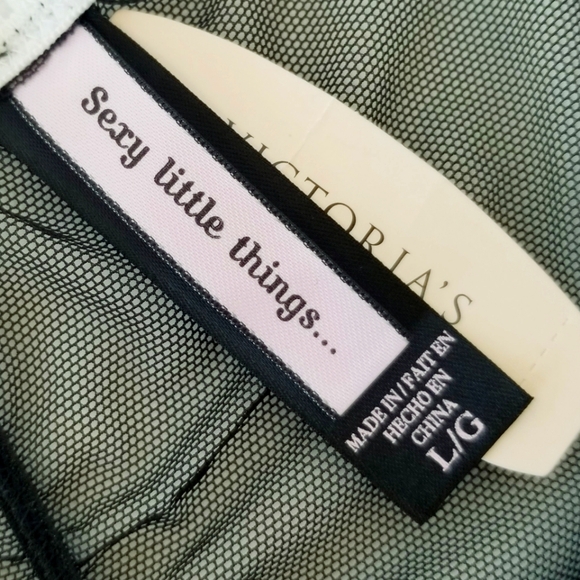 VICTORIA'S
Sexy little things...
MADE IN / FAIT EN
HECHO EN
CHINA
L/G